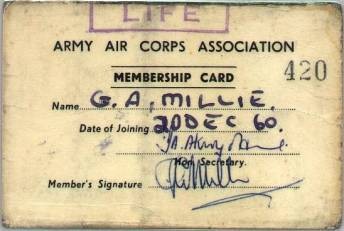 LIFE
ARMY AIR CORPS ASSOCIATION
MEMBERSHIP CARD
420
Name G. A. MILLIE.
Date of Joining 20 DEC 60.
Hon. Secretary.
Member's Signature